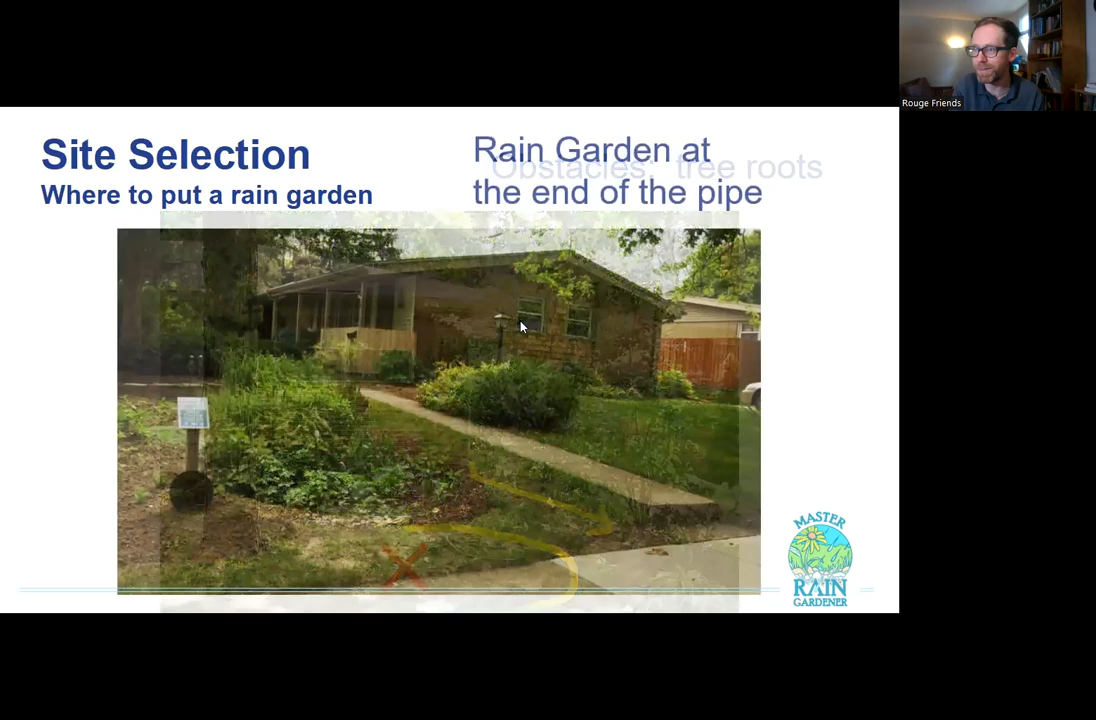 Rouge Friends
Site Selection
Where to put a rain garden
Rain Garden at
the end of the pipe
Obstacles: tree roots
MASTER
RAIN
GARDENER